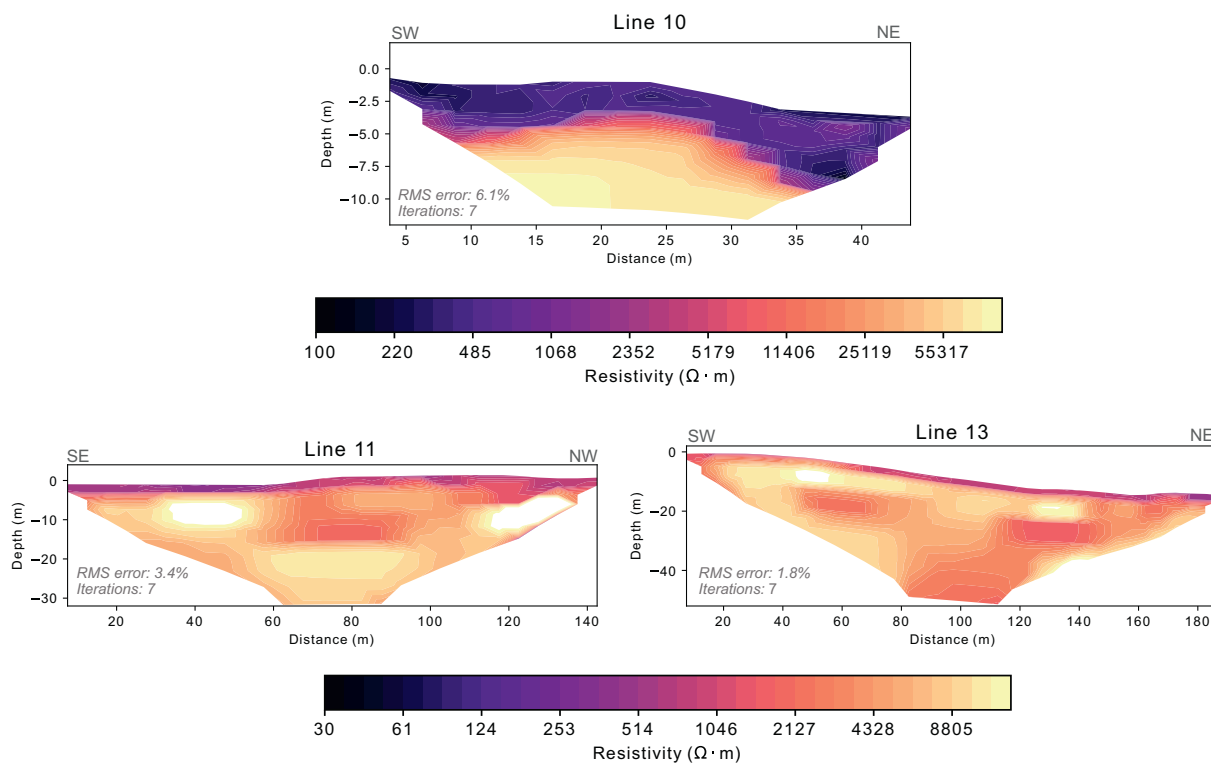 Line 10
SW
NE
0.0
−2.5
−5.0
−7.5
−10.0
Depth (m)
RMS error: 6.1%
Iterations: 7
5 10 15 20 25 30 35 40
Distance (m)
100 220 485 1068 2352 5179 11406 25119 55317
Resistivity (Ω · m)
Line 11
SE
NW
0
−10
−20
−30
Depth (m)
RMS error: 3.4%
Iterations: 7
20 40 60 80 100 120 140
Distance (m)
Line 13
SW
NE
0
−20
−40
Depth (m)
RMS error: 1.8%
Iterations: 7
20 40 60 80 100 120 140 160 180
Distance (m)
30 61 124 253 514 1046 2127 4328 8805
Resistivity (Ω · m)